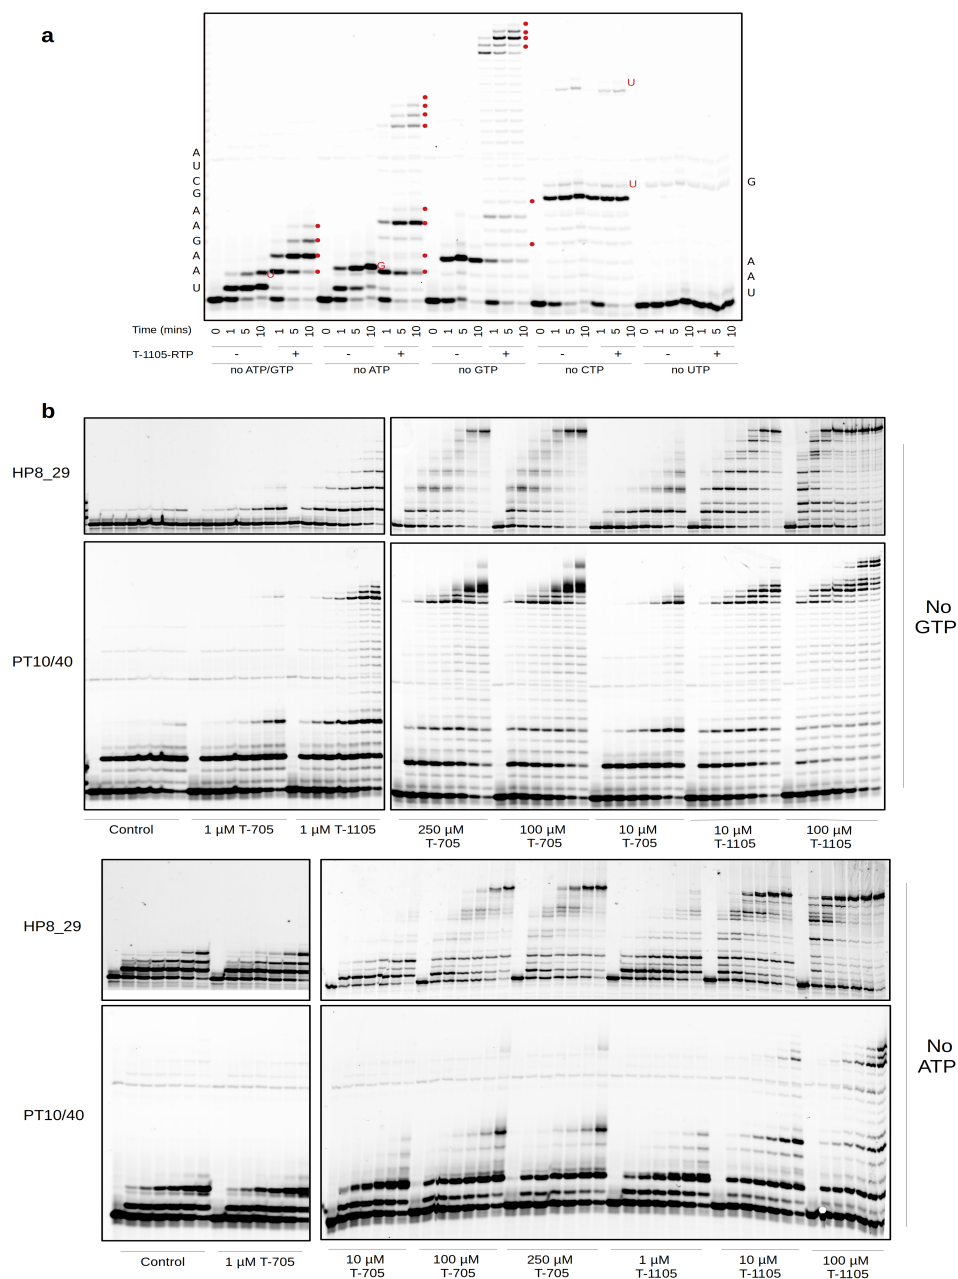 a
U
U
A
U
C
G
A
A
G
A
A
U
U
G
G
A
A
U
Time (mins)
0 1 5 10 1 5 10 0 1 5 10 1 5 10 0 1 5 10 1 5 10 0 1 5 10 1 5 10 0 1 5 10 1 5 10
T-1105-RTP - + - + - + - + - +
no ATP/GTP no ATP no GTP no CTP no UTP
b
HP8_29
No
GTP
PT10/40
Control 1 µM T-705 1 µM T-1105 250 µM 100 µM 10 µM 10 µM 100 µM
T-705 T-705 T-705 T-1105 T-1105
HP8_29
No
ATP
PT10/40
Control 1 µM T-705 10 µM 100 µM 250 µM 1 µM 10 µM 100 µM
T-705 T-705 T-705 T-1105 T-1105 T-1105